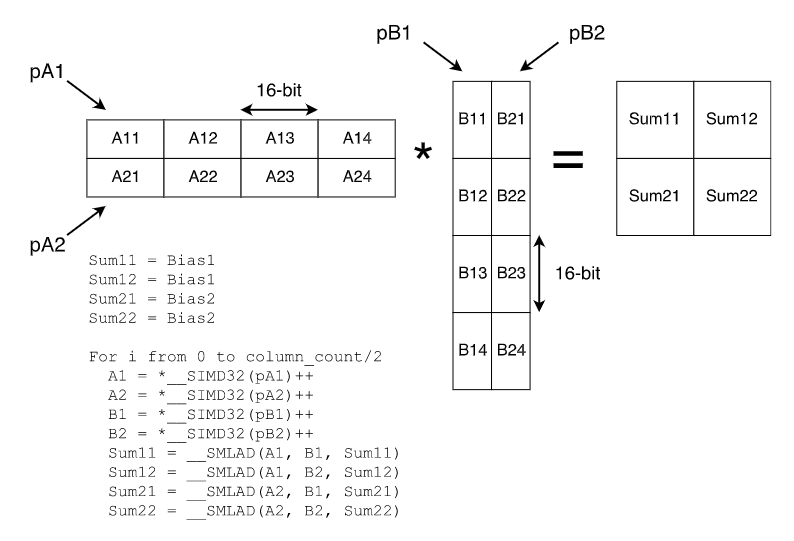 pB1 pB2
pA1
16-bit
A11 A12 A13 A14
A21 A22 A23 A24
pA2
*
B11 B21
B12 B22
B13 B23
B14 B24
16-bit
=
Sum11 Sum12
Sum21 Sum22
Sum11 = Bias1
Sum12 = Bias1
Sum21 = Bias2
Sum22 = Bias2
For i from 0 to column_count/2
A1 = *__SIMD32(pA1)++
A2 = *__SIMD32(pA2)++
B1 = *__SIMD32(pB1)++
B2 = *__SIMD32(pB2)++
Sum11 = __SMLAD(A1, B1, Sum11)
Sum12 = __SMLAD(A1, B2, Sum12)
Sum21 = __SMLAD(A2, B1, Sum21)
Sum22 = __SMLAD(A2, B2, Sum22)